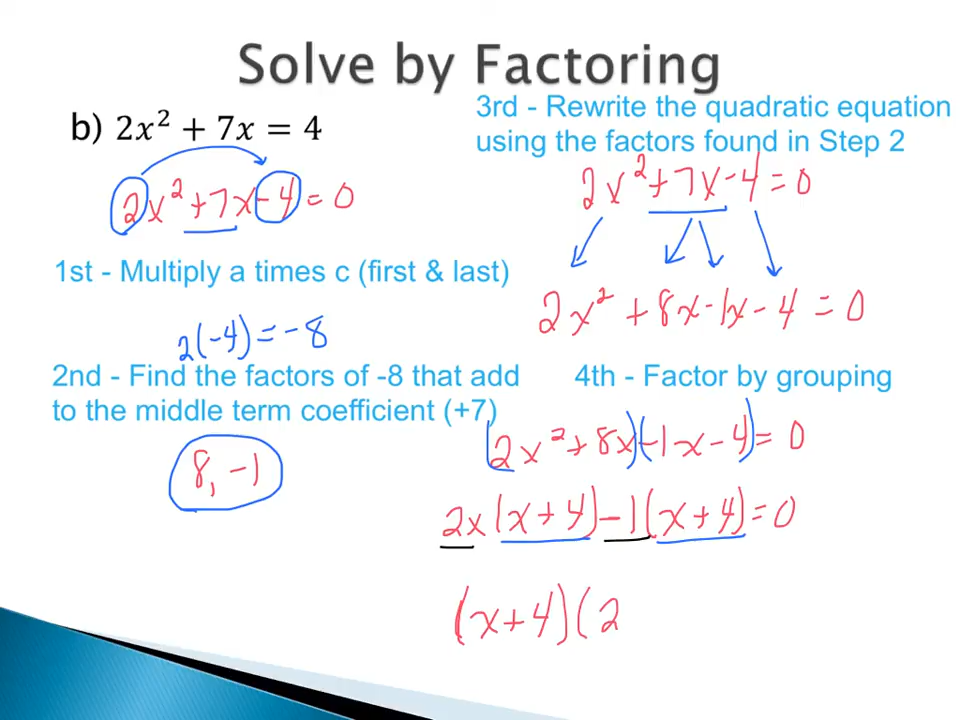 Solve by Factoring
b) 2x² + 7x = 4
2x² +7x -4 = 0
1st - Multiply a times c (first & last)
2(-4) = -8
2nd - Find the factors of -8 that add
to the middle term coefficient (+7)
8, -1
3rd - Rewrite the quadratic equation
using the factors found in Step 2
2x² +7x -4 = 0
2x² + 8x -1x - 4 = 0
4th - Factor by grouping
(2x² + 8x)(-1x - 4) = 0
2x (x + 4) -1 (x + 4) = 0
(x + 4)(2